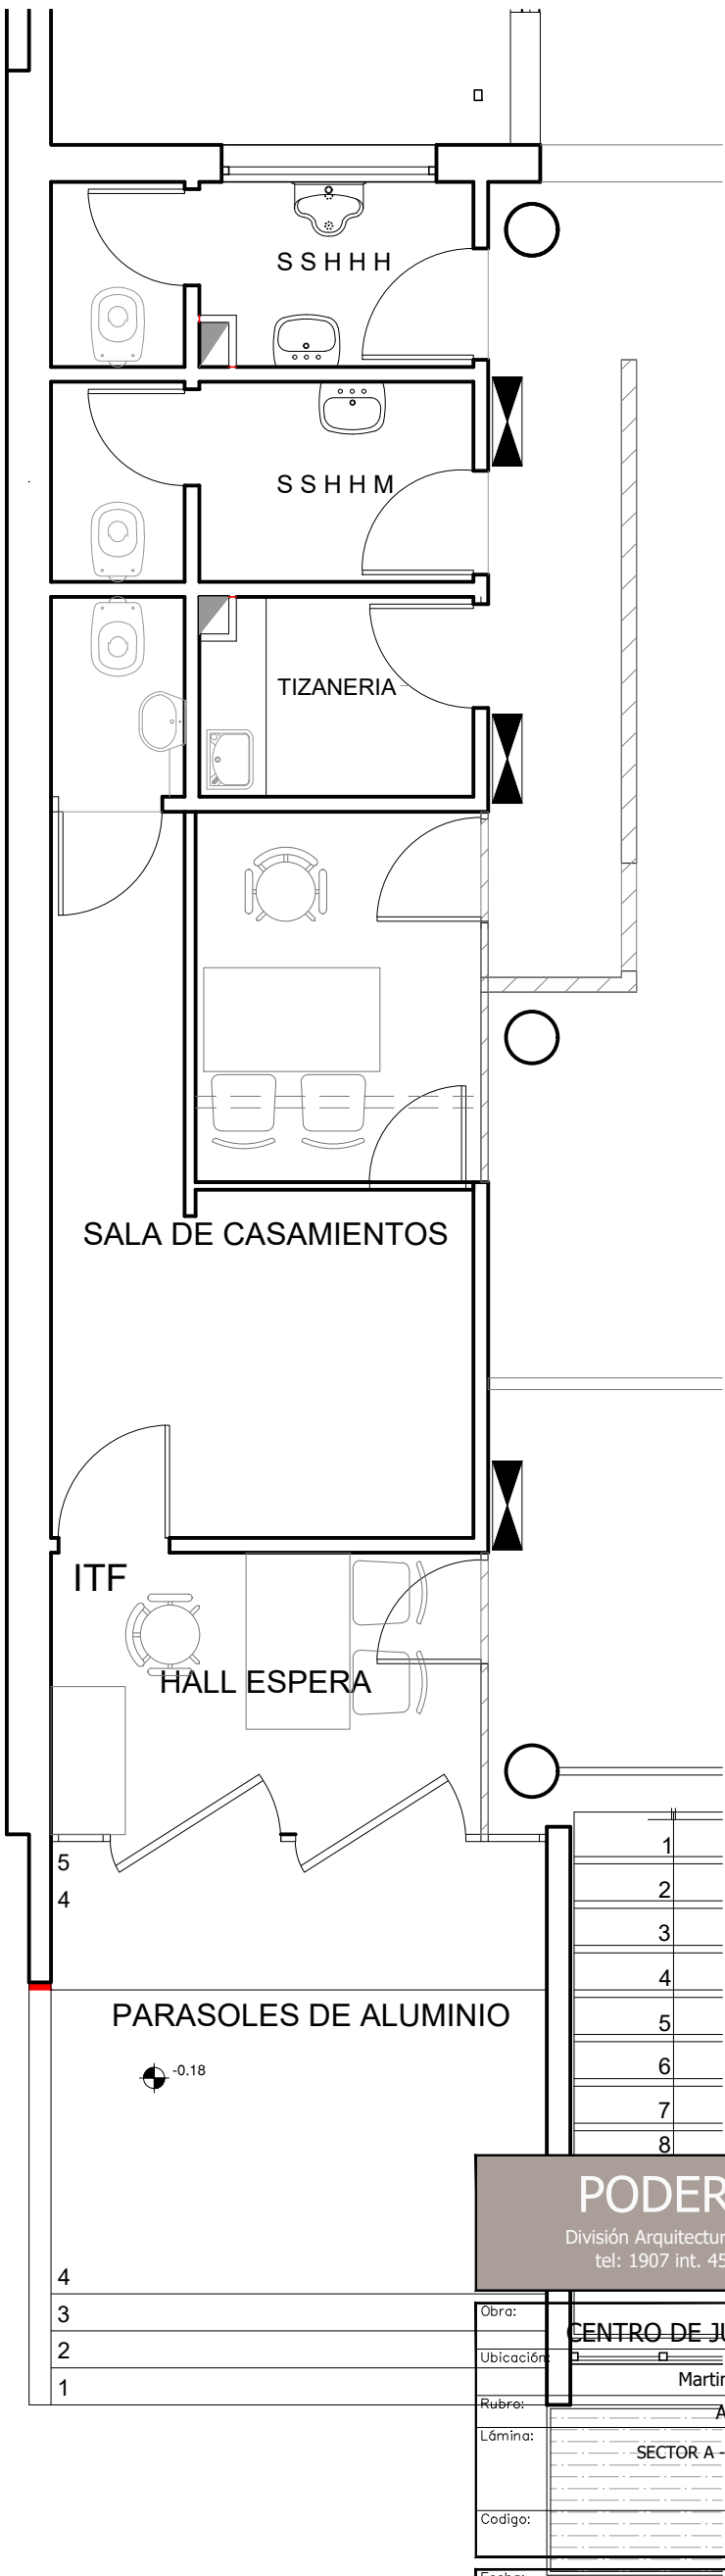 S S H H H
S S H H M
TIZANERIA
SALA DE CASAMIENTOS
ITF
HALL ESPERA
5
4
1
2
3
4
5
6
7
8
PARASOLES DE ALUMINIO
-0.18
4
3
2
1
PODER
División Arquitectur
tel: 1907 int. 45
Obra:
CENTRO DE JU
Ubicación:
Martin
Rubro:
A
Lámina:
SECTOR A -
Codigo:
Fecha: